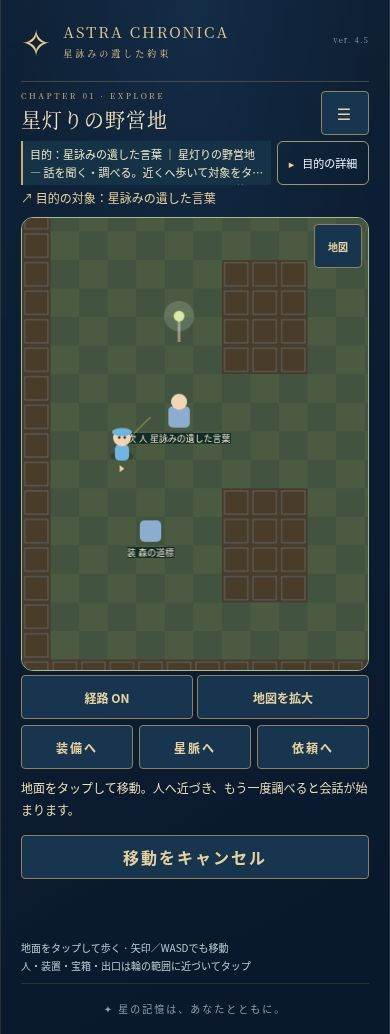 ASTRA CHRONICA
星詠みの遺した約束
ver. 4.5
CHAPTER 01 · EXPLORE
星灯りの野営地
☰
目的：星詠みの遺した言葉 ｜ 星灯りの野営地
— 話を聞く・調べる。近くへ歩いて対象をタ…
▸ 目的の詳細
↗ 目的の対象：星詠みの遺した言葉
地図
次 人 星詠みの遺した言葉
装 森の道標
経路 ON
地図を拡大
装備へ
星脈へ
依頼へ
地面をタップして移動。人へ近づき、もう一度調べると会話が始
まります。
移動をキャンセル
地面をタップして歩く · 矢印／WASDでも移動
人・装置・宝箱・出口は輪の範囲に近づいてタップ
✦ 星の記憶は、あなたとともに。